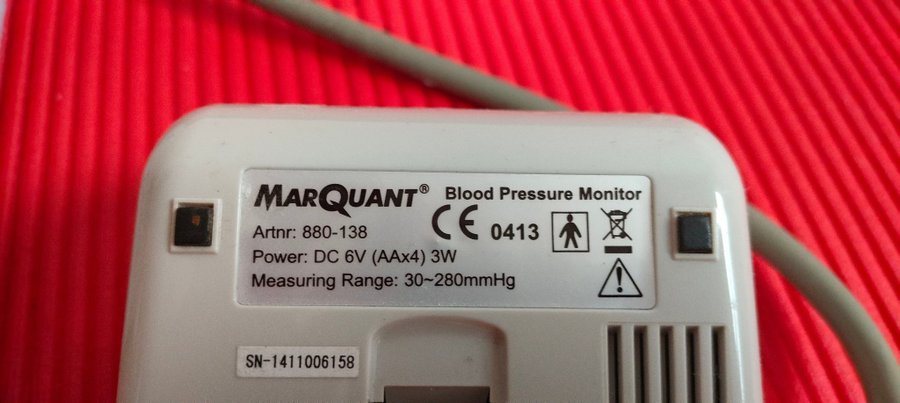 MARQUANT® Blood Pressure Monitor
Artnr: 880-138 CE 0413
Power: DC 6V (AAx4) 3W
Measuring Range: 30~280mmHg
SN-1411006158